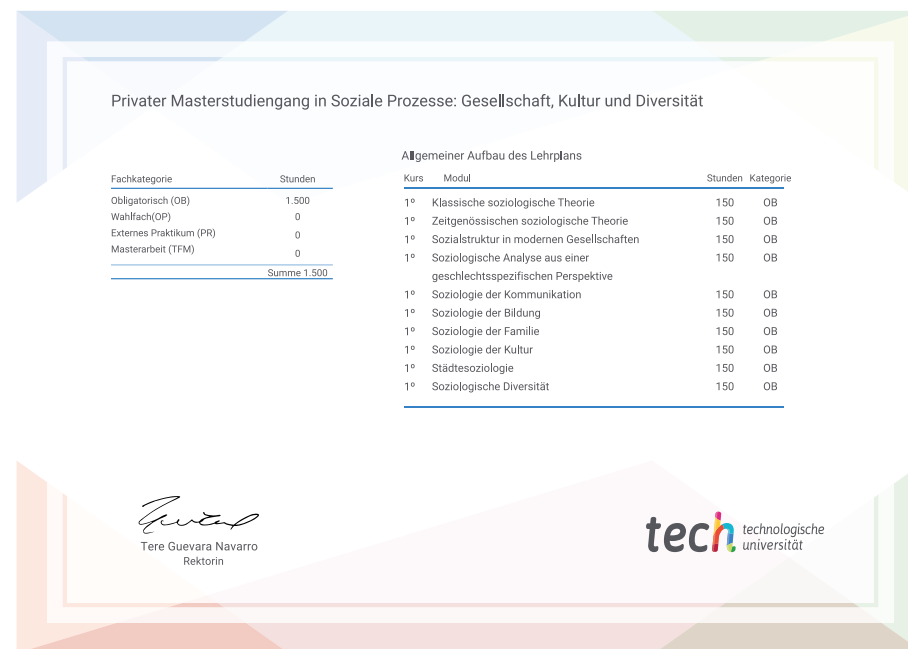 Privater Masterstudiengang in Soziale Prozesse: Gesellschaft, Kultur und Diversität
Fachkategorie Stunden
Obligatorisch (OB) 1.500
Wahlfach(OP) 0
Externes Praktikum (PR) 0
Masterarbeit (TFM) 0
Summe 1.500
Allgemeiner Aufbau des Lehrplans
Kurs Modul Stunden Kategorie
1º Klassische soziologische Theorie 150 OB
1º Zeitgenössischen soziologische Theorie 150 OB
1º Sozialstruktur in modernen Gesellschaften 150 OB
1º Soziologische Analyse aus einer 150 OB
geschlechtsspezifischen Perspektive
1º Soziologie der Kommunikation 150 OB
1º Soziologie der Bildung 150 OB
1º Soziologie der Familie 150 OB
1º Soziologie der Kultur 150 OB
1º Städtesoziologie 150 OB
1º Soziologische Diversität 150 OB
Tere Guevara Navarro
Rektorin
tech technologische
universität